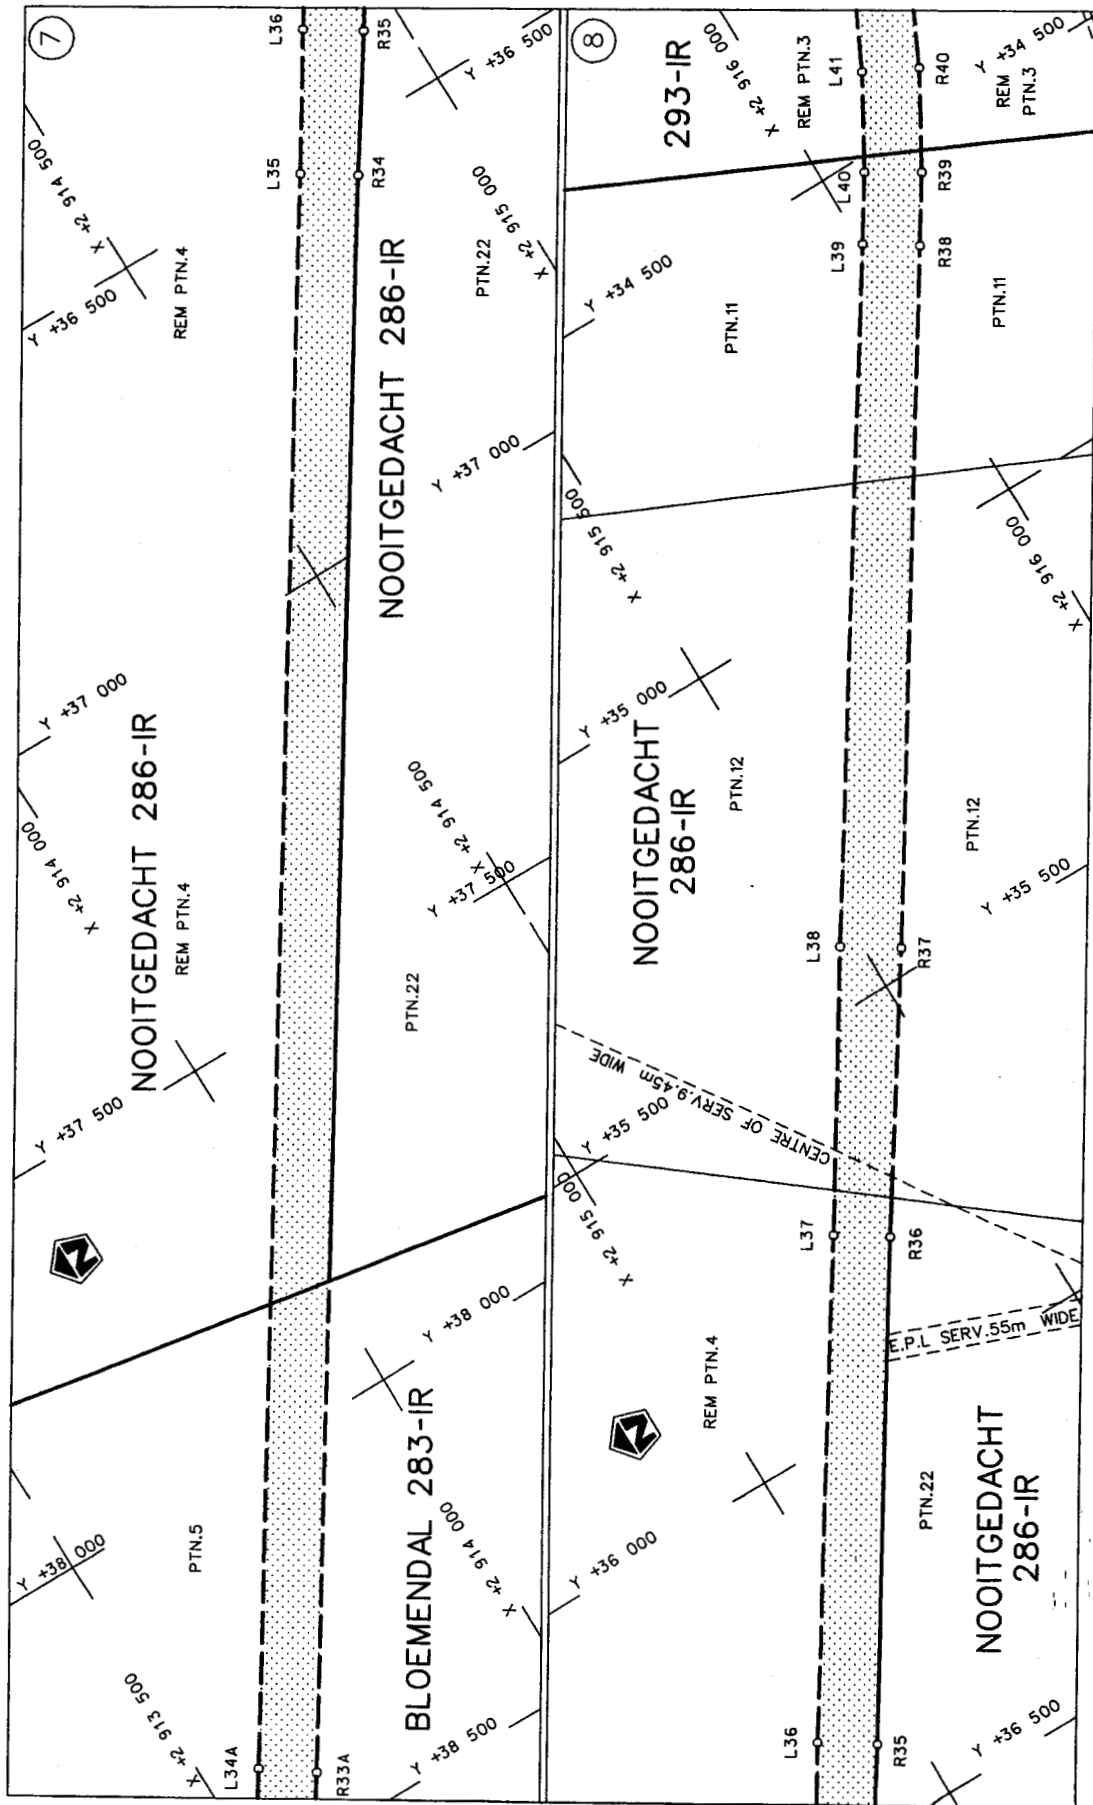 7
L36
R35
Y +36 500
X +2 914 500
L35
R34
X +2 915 000
Y +36 500
REM PTN.4
PTN.22
NOOITGEDACHT 286-IR
Y +37 000
Y +37 000
NOOITGEDACHT 286-IR
REM PTN.4
X +2 914 000
X +2 914 500
Y +37 500
PTN.22
Y +37 500
Y +38 000
BLOEMENDAL 283-IR
X +2 914 000
Y +38 000
PTN.5
X +2 913 500
L34A
R33A
Y +38 500
8
293-IR
X +2 916 000
REM PTN.3
L41
R40
Y +34 500
REM
PTN.3
L40
R39
L39
R38
Y +34 500
PTN.11
PTN.11
X +2 915 500
X +2 916 000
Y +35 000
NOOITGEDACHT
286-IR
PTN.12
PTN.12
Y +35 500
L38
R37
CENTRE OF SERV.9.45m WIDE
Y +35 500
X +2 915 000
L37
R36
E.P.L SERV.55m WIDE
REM PTN.4
Y +36 000
PTN.22
NOOITGEDACHT
286-IR
L36
R35
Y +36 500